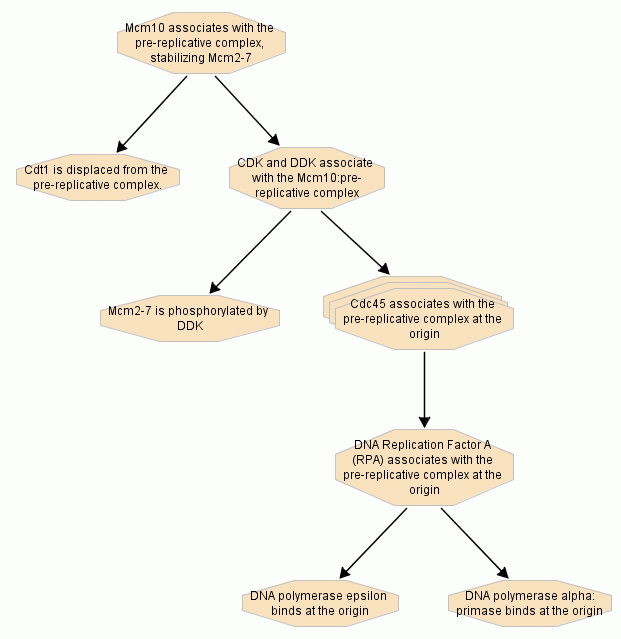 Mcm10 associates with the
pre-replicative complex,
stabilizing Mcm2-7
Cdt1 is displaced from the
pre-replicative complex.
CDK and DDK associate
with the Mcm10:pre-
replicative complex
Mcm2-7 is phosphorylated by
DDK
Cdc45 associates with the
pre-replicative complex at the
origin
DNA Replication Factor A
(RPA) associates with the
pre-replicative complex at the
origin
DNA polymerase epsilon
binds at the origin
DNA polymerase alpha:
primase binds at the origin